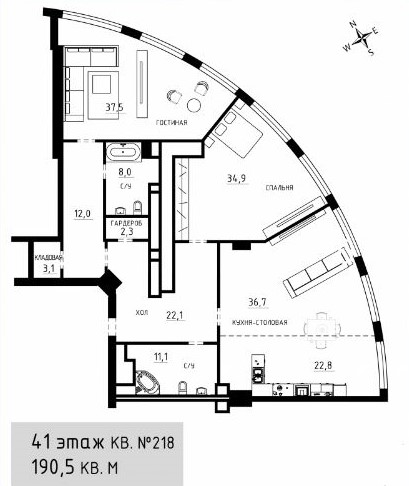 N
W
E
S
37,5
ГОСТИНАЯ
8,0
С/У
34,9
СПАЛЬНЯ
12,0
ГАРДЕРОБ
2,3
КЛАДОВАЯ
3,1
36,7
ХОЛ
22,1
КУХНЯ-СТОЛОВАЯ
11,1
С/У
22,8
41 этаж КВ. №218
190,5 КВ. М